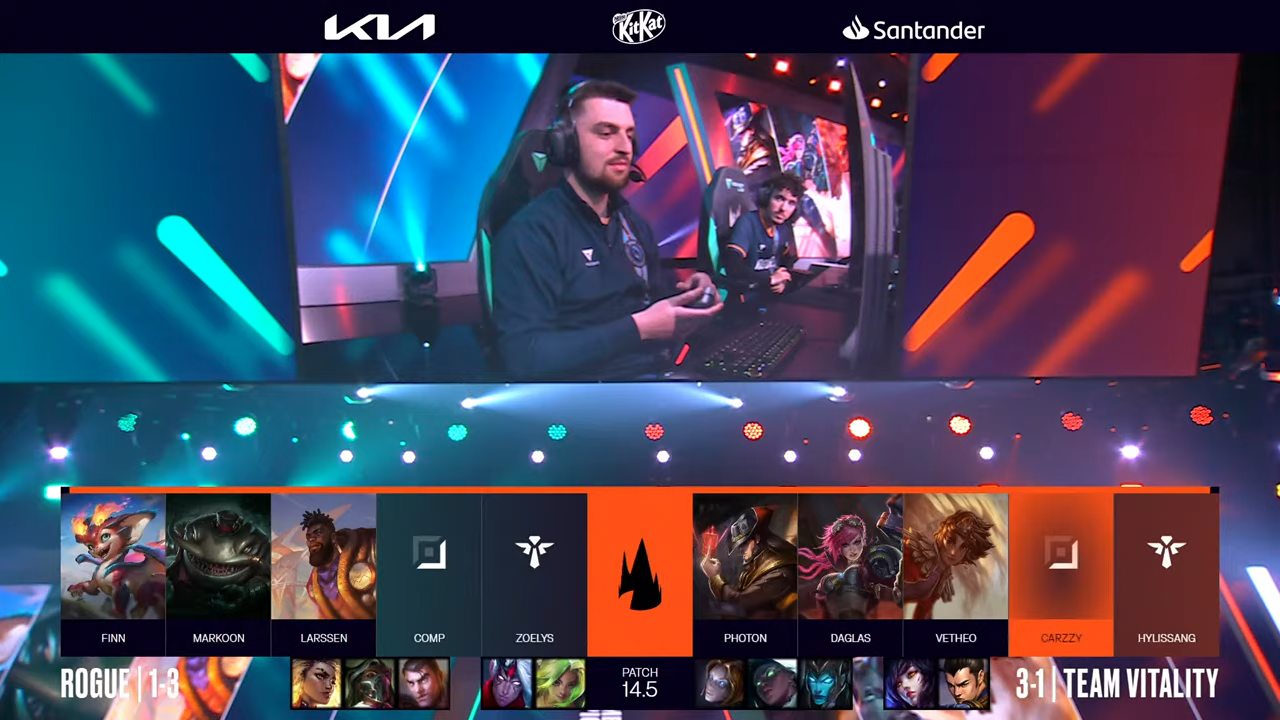 KIA
Nestlé
KitKat
Santander
FINN
MARKOON
LARSSEN
COMP
ZOELYS
PHOTON
DAGLAS
VETHEO
CARZZY
HYLISSANG
ROGUE | 1-3
PATCH
14.5
3-1 | TEAM VITALITY